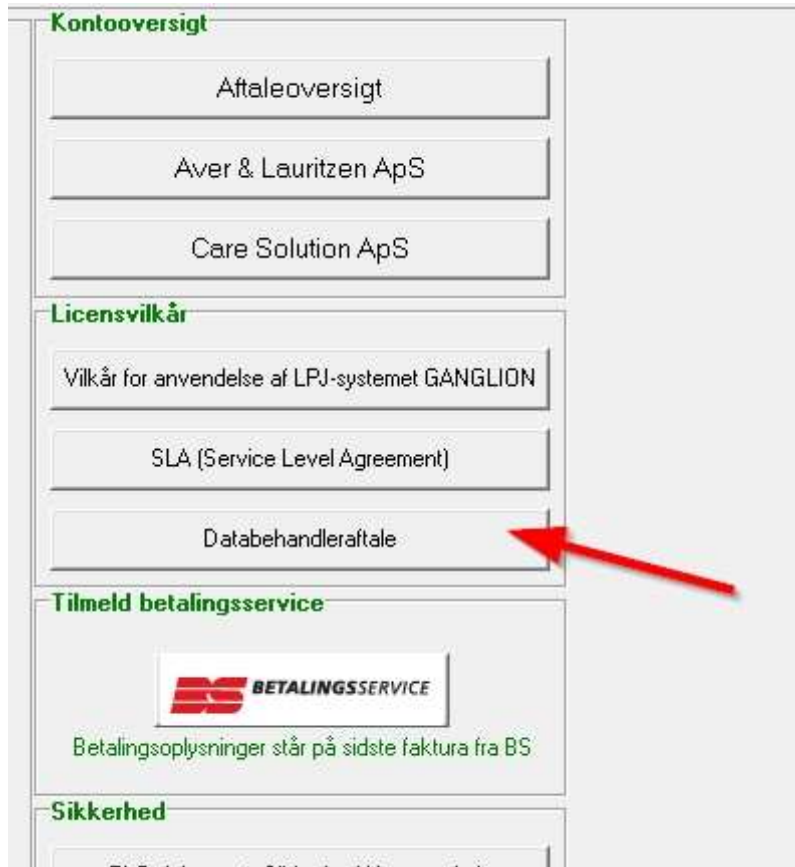 Kontooversigt
Aftaleoversigt
Aver & Lauritzen ApS
Care Solution ApS
Licensvilkår
Vilkår for anvendelse af LPJ-systemet GANGLION
SLA (Service Level Agreement)
Databehandleraftale
Tilmeld betalingsservice
BETALINGSSERVICE
Betalingsoplysninger står på sidste faktura fra BS
Sikkerhed